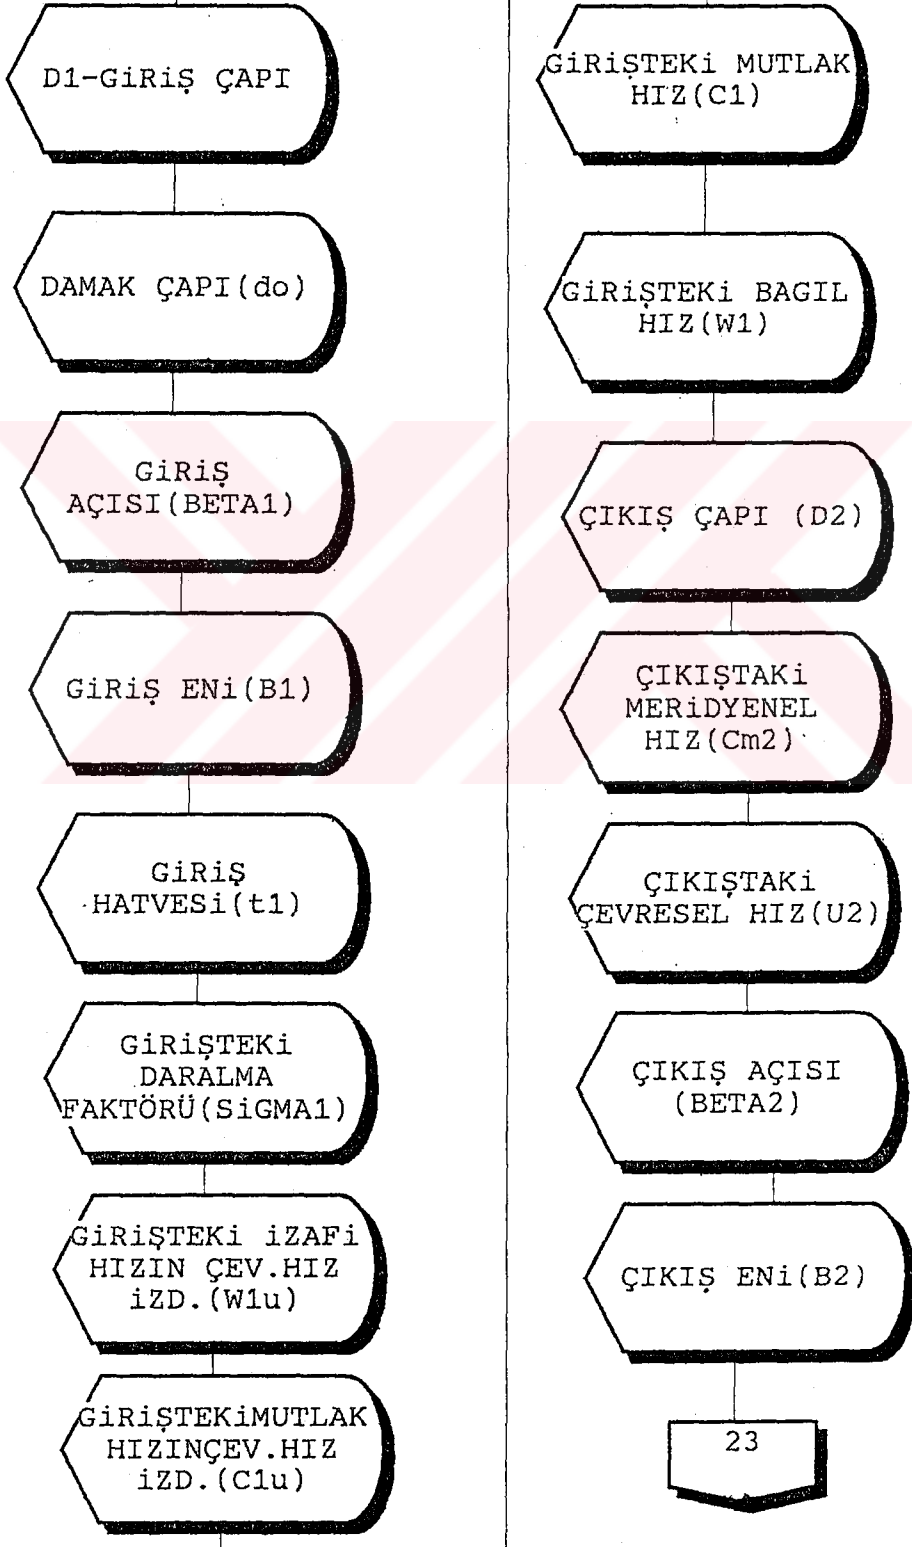 D1-GiRiŞ ÇAPI
DAMAK ÇAPI(do)
GiRiŞ
AÇISI(BETA1)
GiRiŞ ENi(B1)
GiRiŞ
HATVESi(t1)
GiRiŞTEKi
DARALMA
FAKTÖRÜ(SiGMA1)
GiRiŞTEKi iZAFi
HIZIN ÇEV.HIZ
iZD.(W1u)
GiRiŞTEKiMUTLAK
HIZINÇEV.HIZ
iZD.(C1u)
GiRiŞTEKi MUTLAK
HIZ(C1)
GiRiŞTEKi BAGIL
HIZ(W1)
ÇIKIŞ ÇAPI (D2)
ÇIKIŞTAKi
MERiDYENEL
HIZ(Cm2)
ÇIKIŞTAKi
ÇEVRESEL HIZ(U2)
ÇIKIŞ AÇISI
(BETA2)
ÇIKIŞ ENi(B2)
23